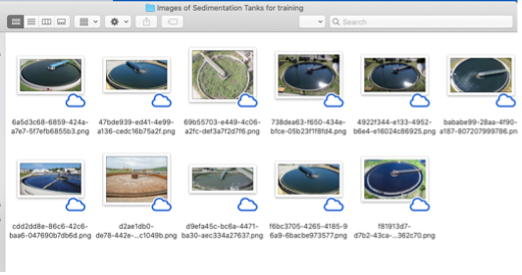 Images of Sedimentation Tanks for training
Search
6a5d3c68-6859-424a-
a7e7-5f7efb6855b3.png
47bde939-ed41-4e99-
a136-cedc16b75a2f.png
69b55703-e449-4c06-
a2fc-def3a7f2d7f6.png
738dea63-f650-434e-
bfce-05b23f1f8fd4.png
4922f344-e133-4952-
b6e4-e16024c86925.png
bababe99-28aa-4f90-
a187-807207999786.png
cdd2dd8e-86c6-42c6-
baa6-047690b7db6d.png
d2ae1db0-
de78-442e-...c1049b.png
d9efa45c-bc6a-4471-
ba30-aec334a27637.png
f6bc3705-4265-4185-9
6a9-6bacbe973577.png
f81913d7-
d7b2-43ca-...362c70.png